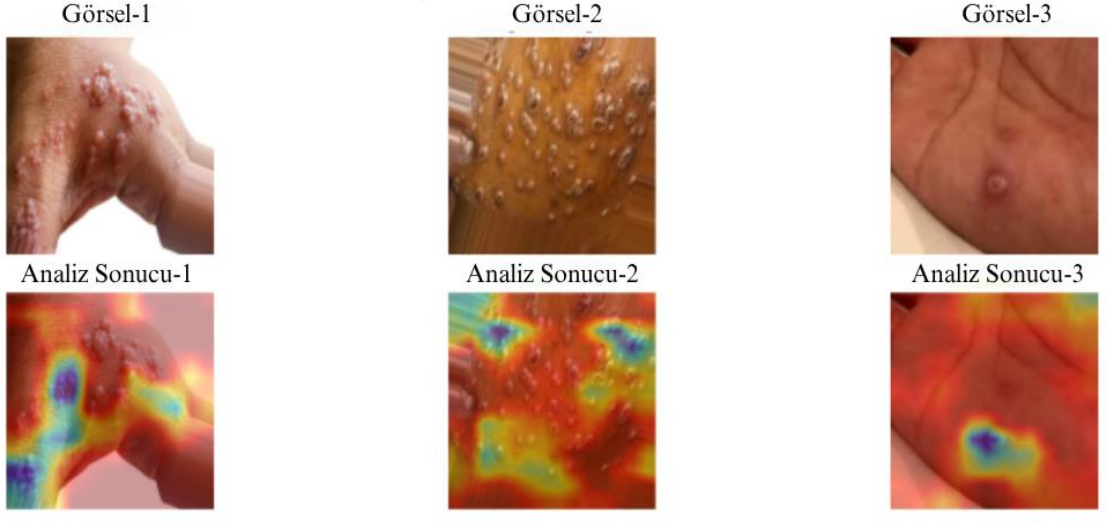 Görsel-1
Görsel-2
Görsel-3
Analiz Sonucu-1
Analiz Sonucu-2
Analiz Sonucu-3